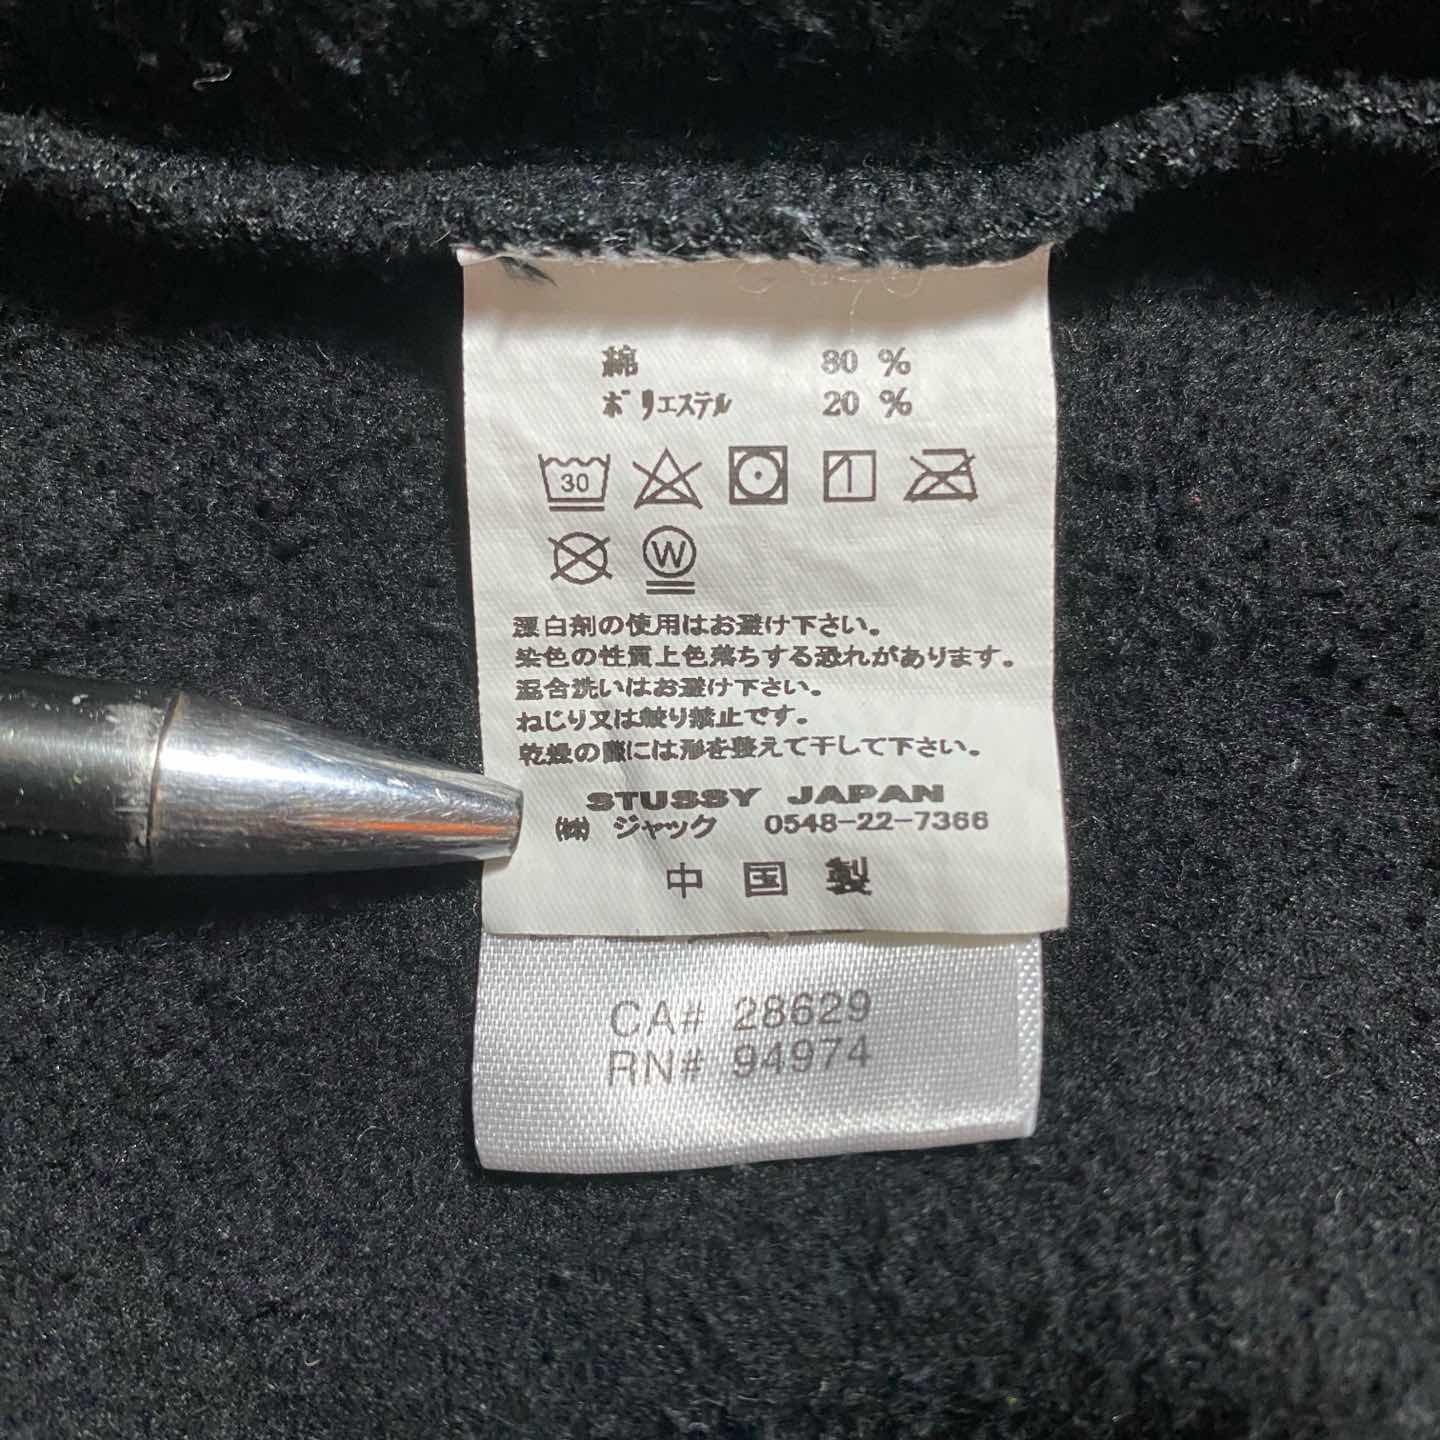 綿 80 %
ポリエステル 20 %
30
W
漂白剤の使用はお避け下さい。
染色の性質上色落ちする恐れがあります。
混合洗いはお避け下さい。
ねじり又は絞り禁止です。
乾燥の際には形を整えて干して下さい。
STUSSY JAPAN
㈱ ジャック 0548-22-7366
中国製
CA# 28629
RN# 94974